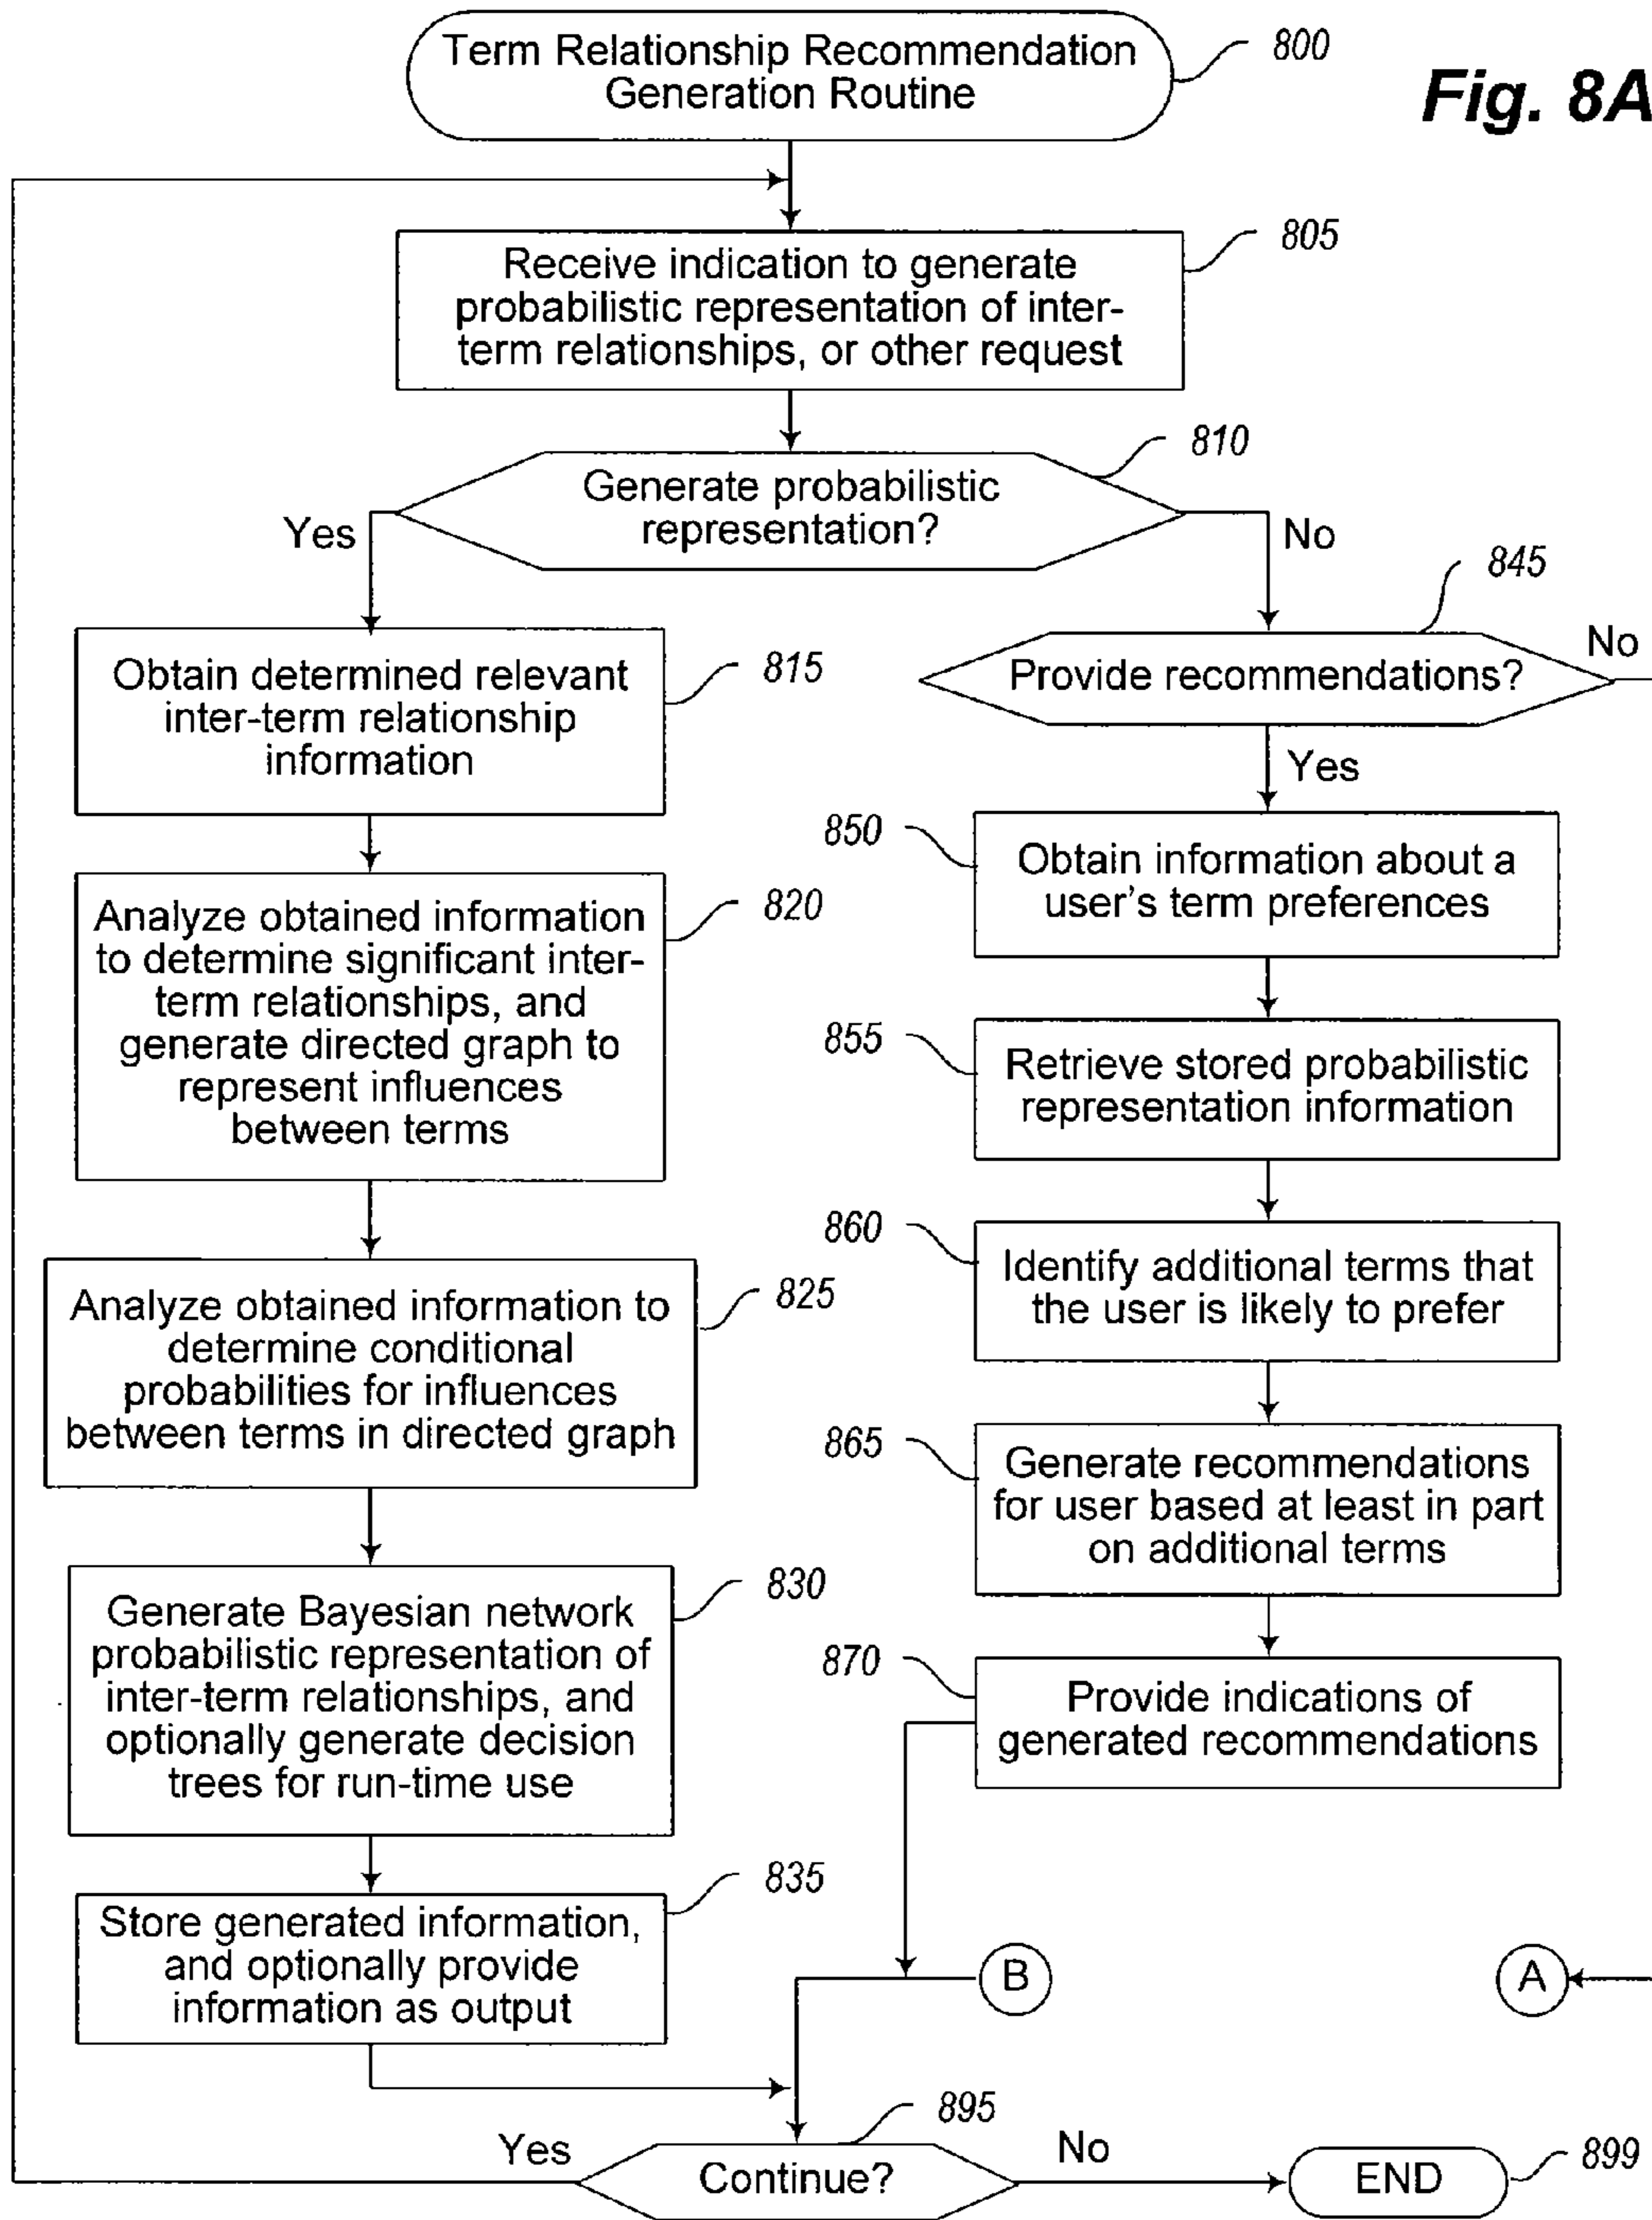 Term Relationship Recommendation
Generation Routine
800
Fig. 8A
Receive indication to generate
probabilistic representation of inter-
term relationships, or other request
805
Generate probabilistic
representation?
810
Yes
No
Obtain determined relevant
inter-term relationship
information
815
Analyze obtained information
to determine significant inter-
term relationships, and
generate directed graph to
represent influences
between terms
820
Analyze obtained information to
determine conditional
probabilities for influences
between terms in directed graph
825
Generate Bayesian network
probabilistic representation of
inter-term relationships, and
optionally generate decision
trees for run-time use
830
Store generated information,
and optionally provide
information as output
835
845
Provide recommendations?
No
Yes
850
Obtain information about a
user's term preferences
855
Retrieve stored probabilistic
representation information
860
Identify additional terms that
the user is likely to prefer
865
Generate recommendations
for user based at least in part
on additional terms
870
Provide indications of
generated recommendations
B
A
895
Yes
Continue?
No
END
899